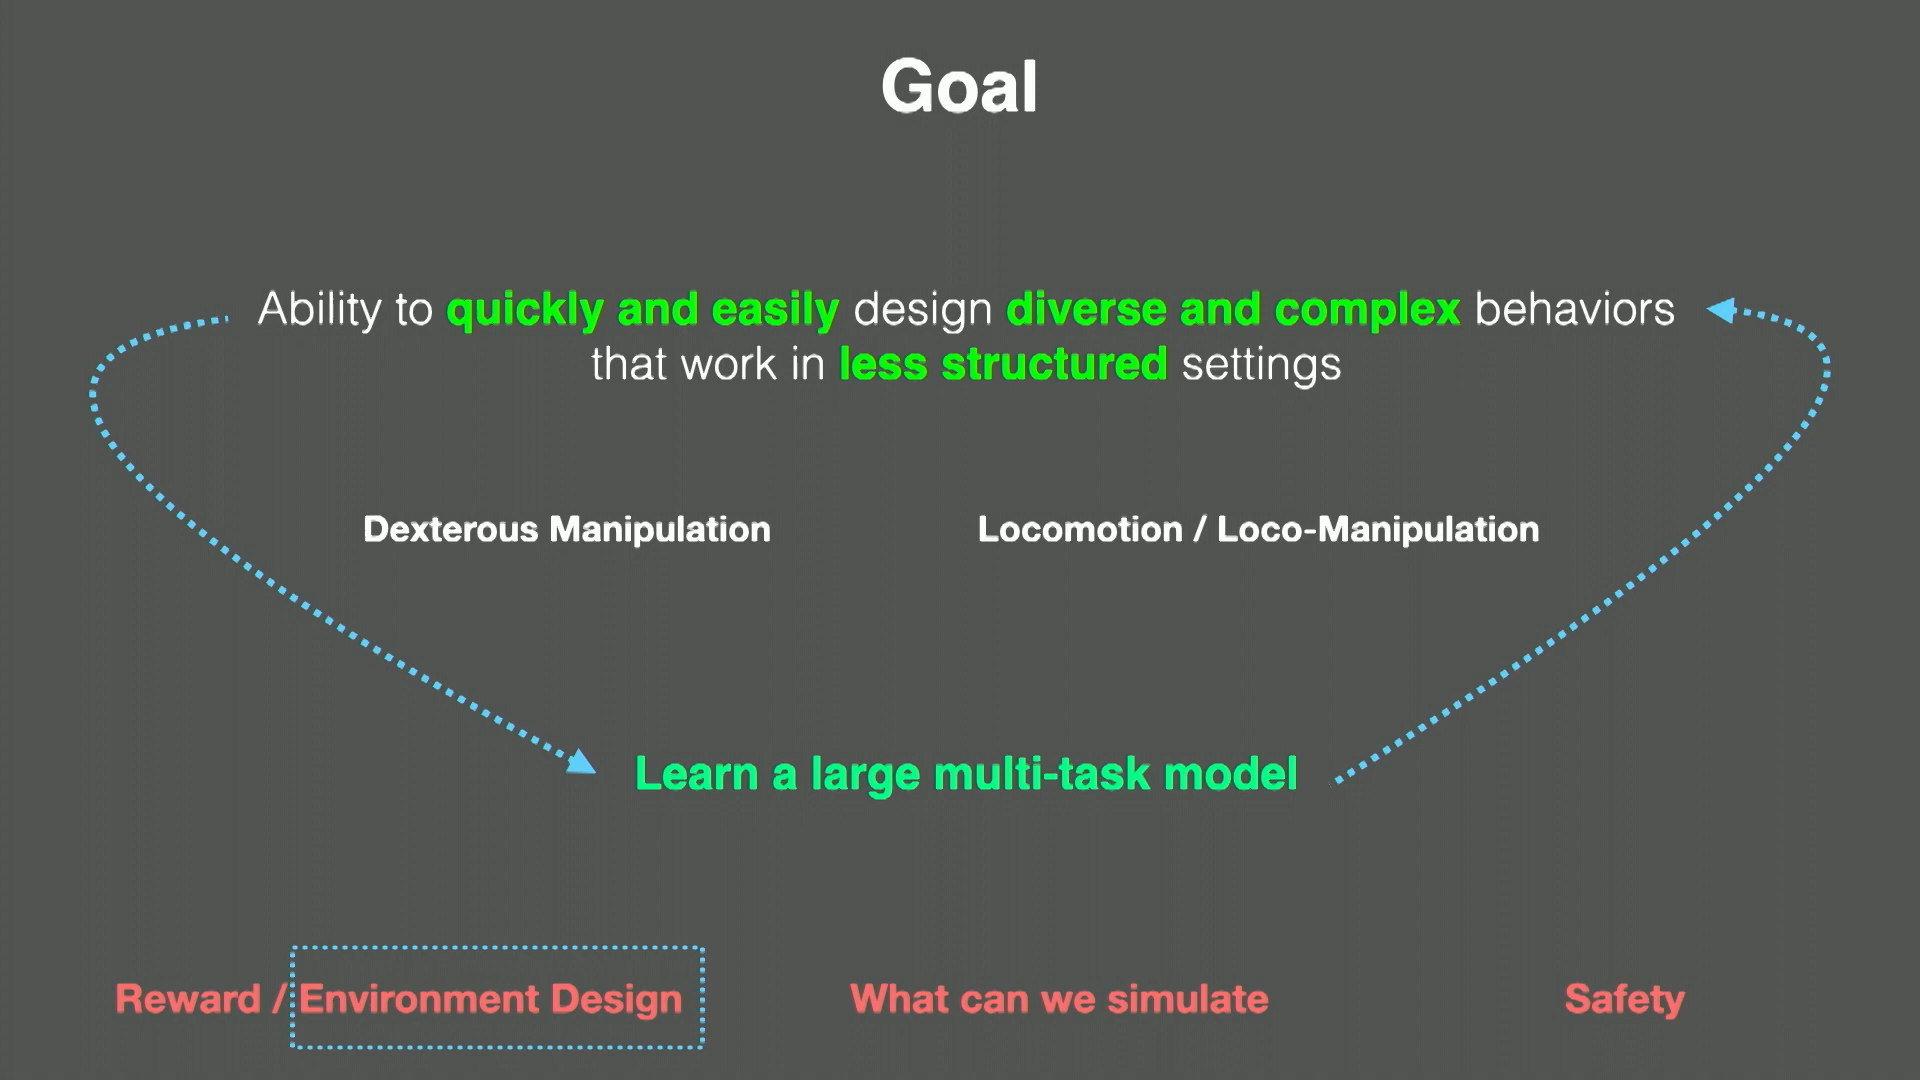 Goal
Ability to quickly and easily design diverse and complex behaviors
that work in less structured settings
Dexterous Manipulation
Locomotion / Loco-Manipulation
Learn a large multi-task model
Reward / Environment Design
What can we simulate
Safety